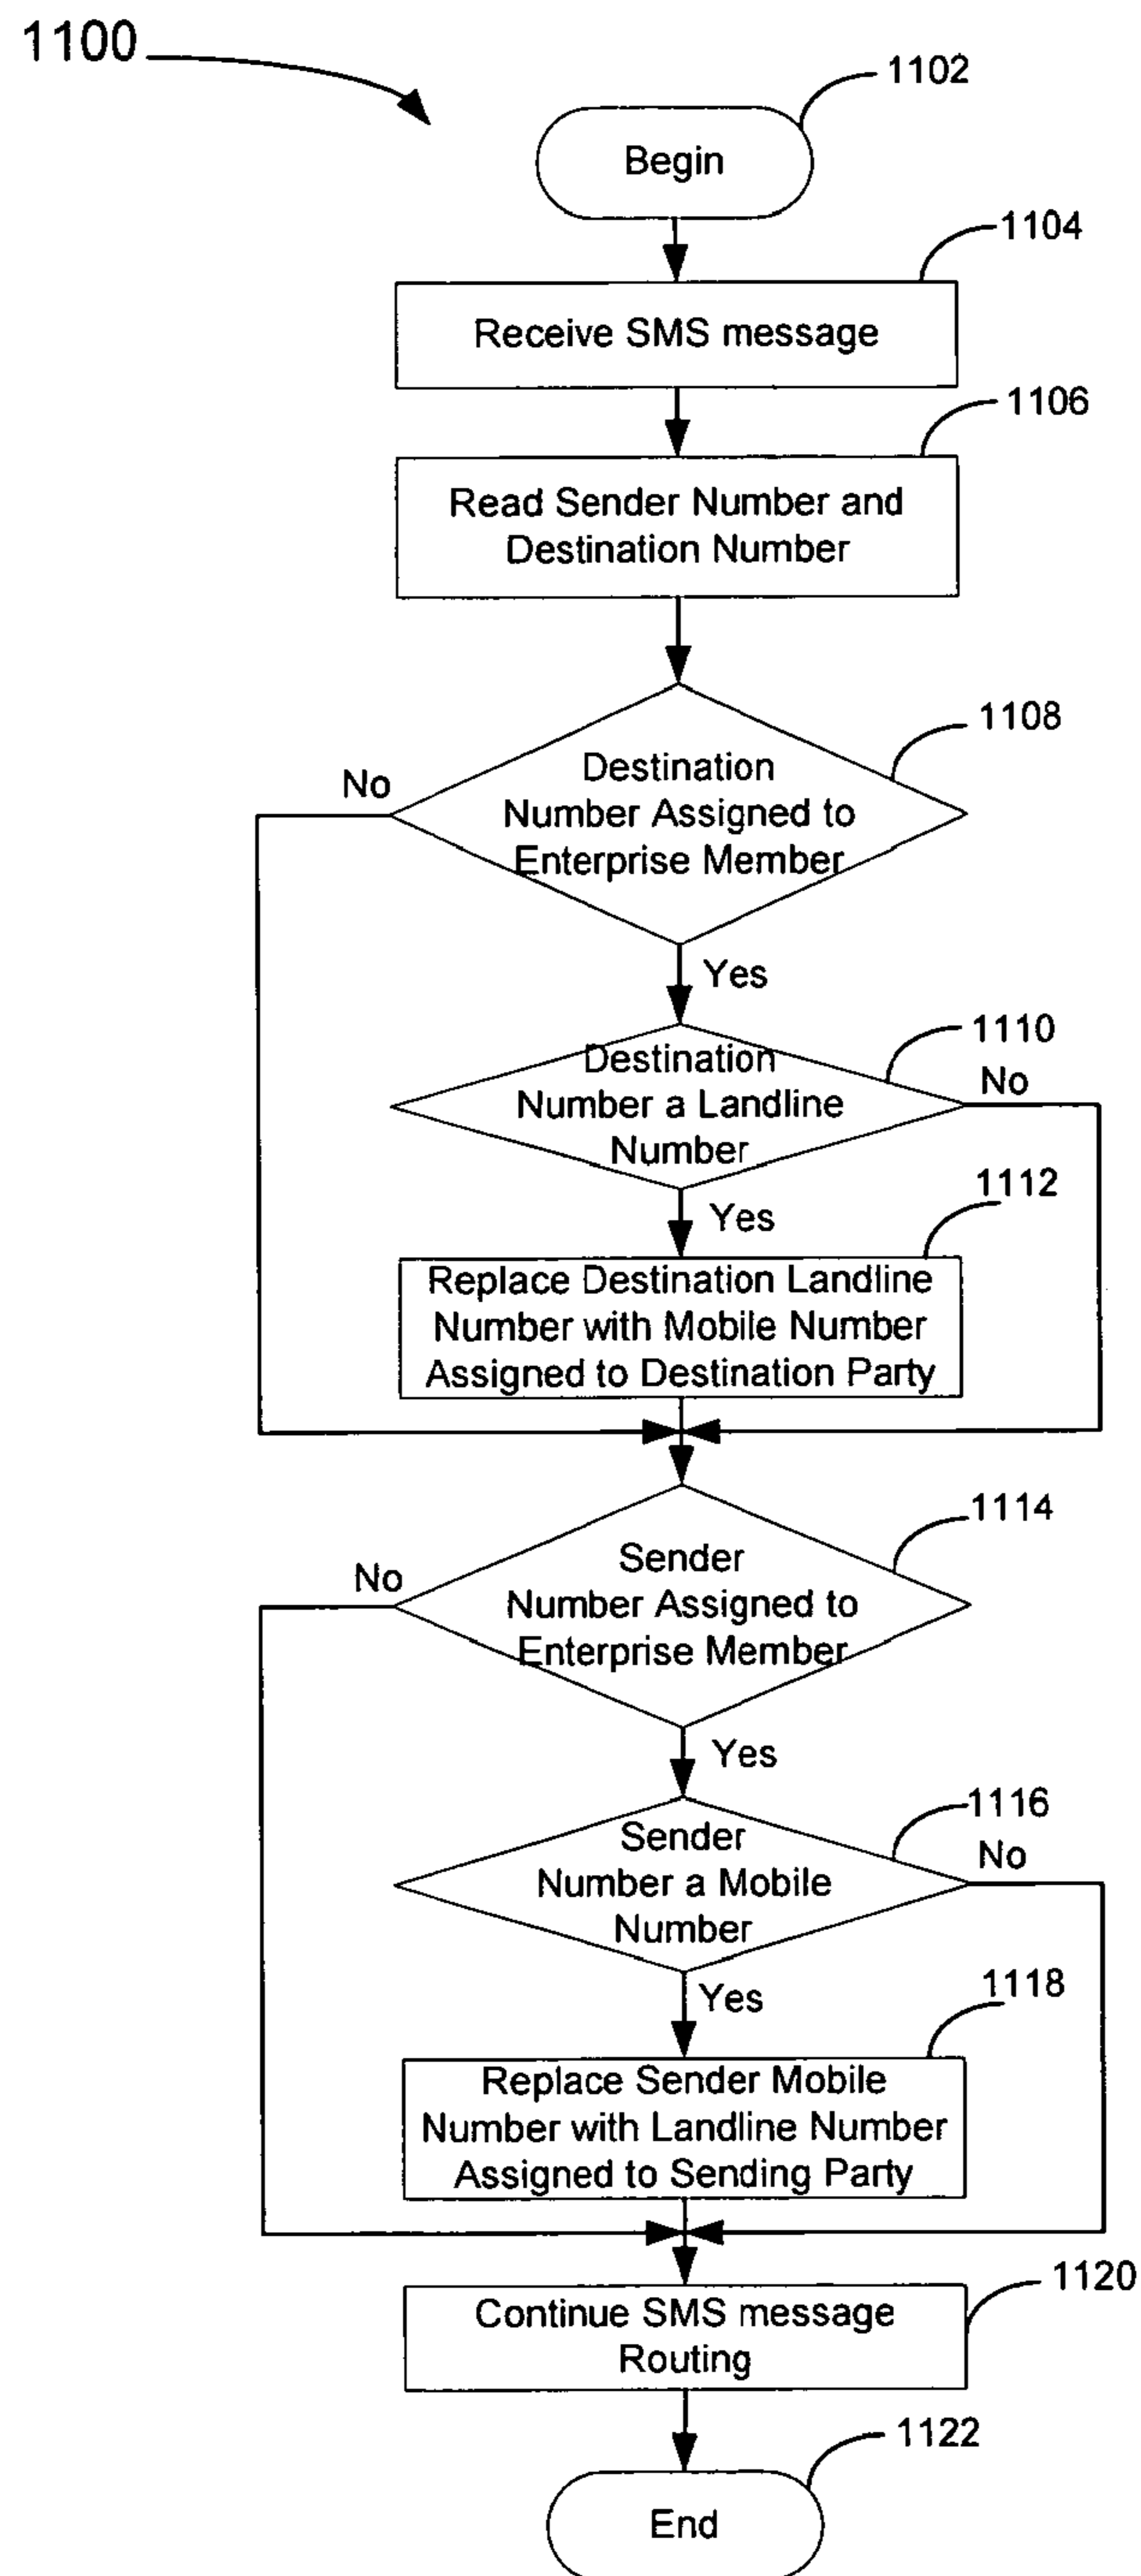 1100
1102
Begin
1104
Receive SMS message
1106
Read Sender Number and
Destination Number
1108
Destination
Number Assigned to
Enterprise Member
No
Yes
1110
Destination
Number a Landline
Number
No
Yes
1112
Replace Destination Landline
Number with Mobile Number
Assigned to Destination Party
1114
Sender
Number Assigned to
Enterprise Member
No
Yes
1116
Sender
Number a Mobile
Number
No
Yes
1118
Replace Sender Mobile
Number with Landline Number
Assigned to Sending Party
1120
Continue SMS message
Routing
1122
End